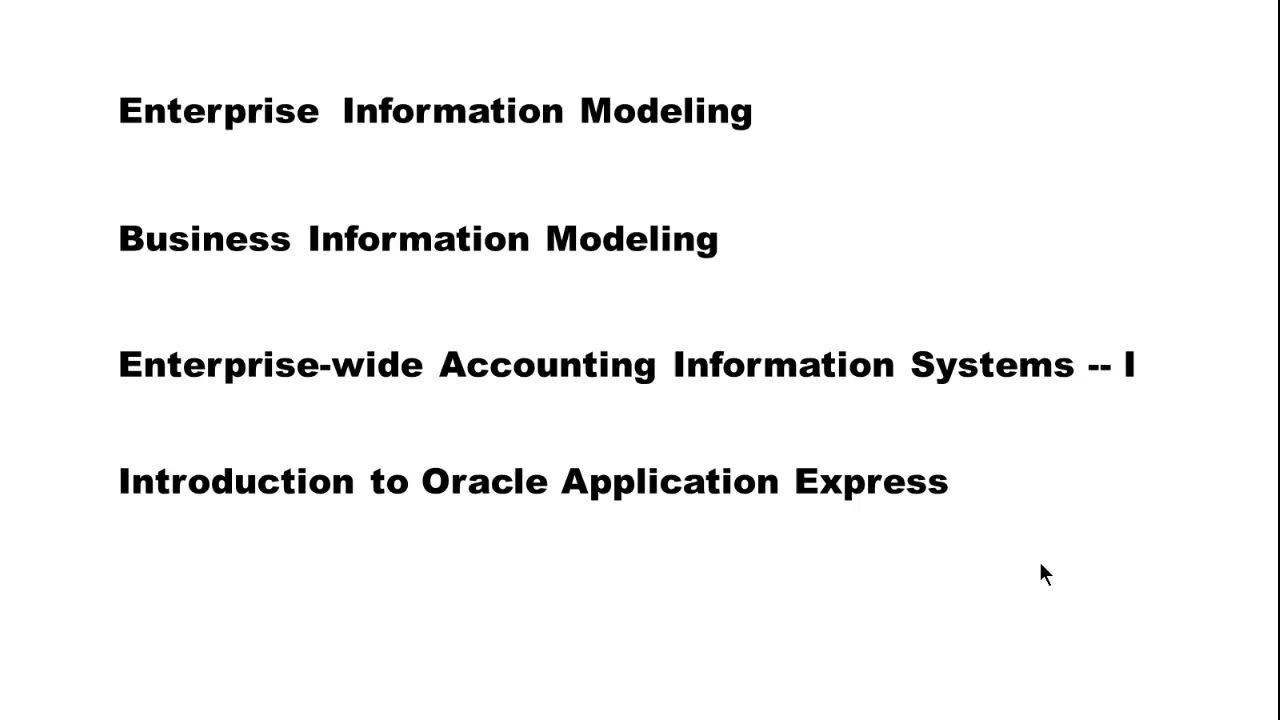 Enterprise Information Modeling
Business Information Modeling
Enterprise-wide Accounting Information Systems -- I
Introduction to Oracle Application Express